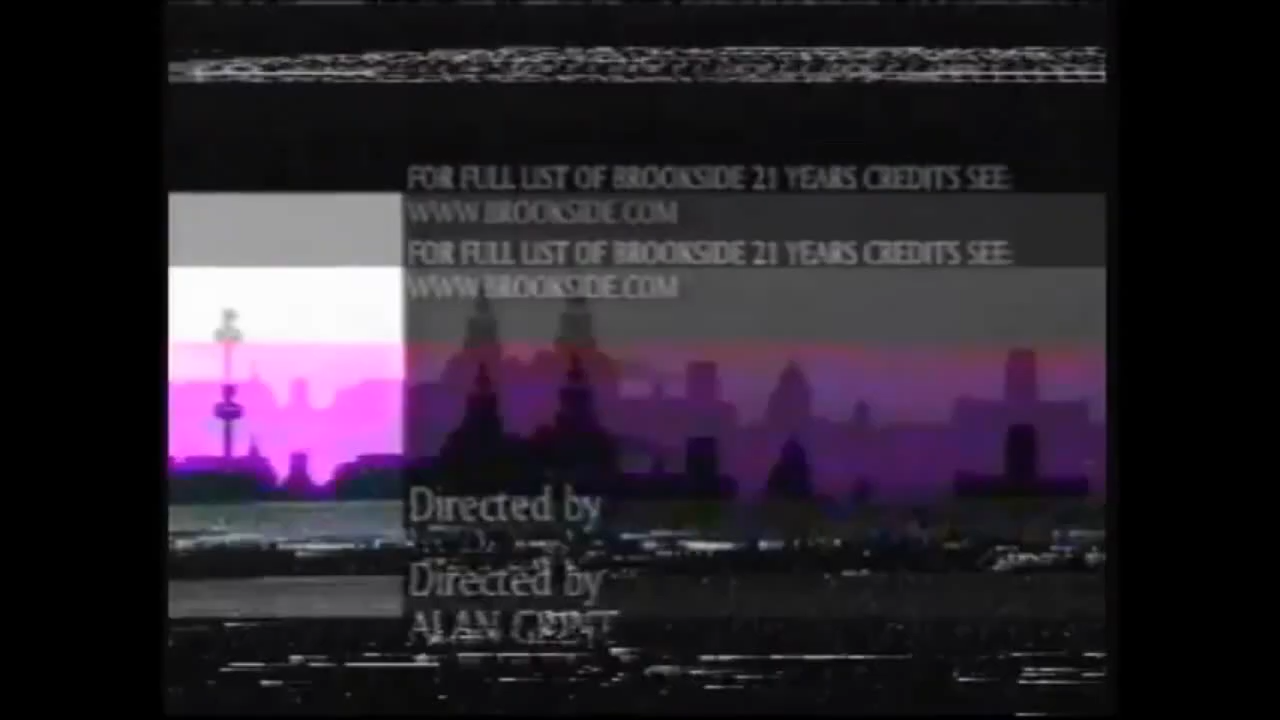 FOR FULL LIST OF BROOKSIDE 21 YEARS CREDITS SEE:
WWW.BROOKSIDE.COM
FOR FULL LIST OF BROOKSIDE 21 YEARS CREDITS SEE:
WWW.BROOKSIDE.COM
Directed by
Directed by
ALAN